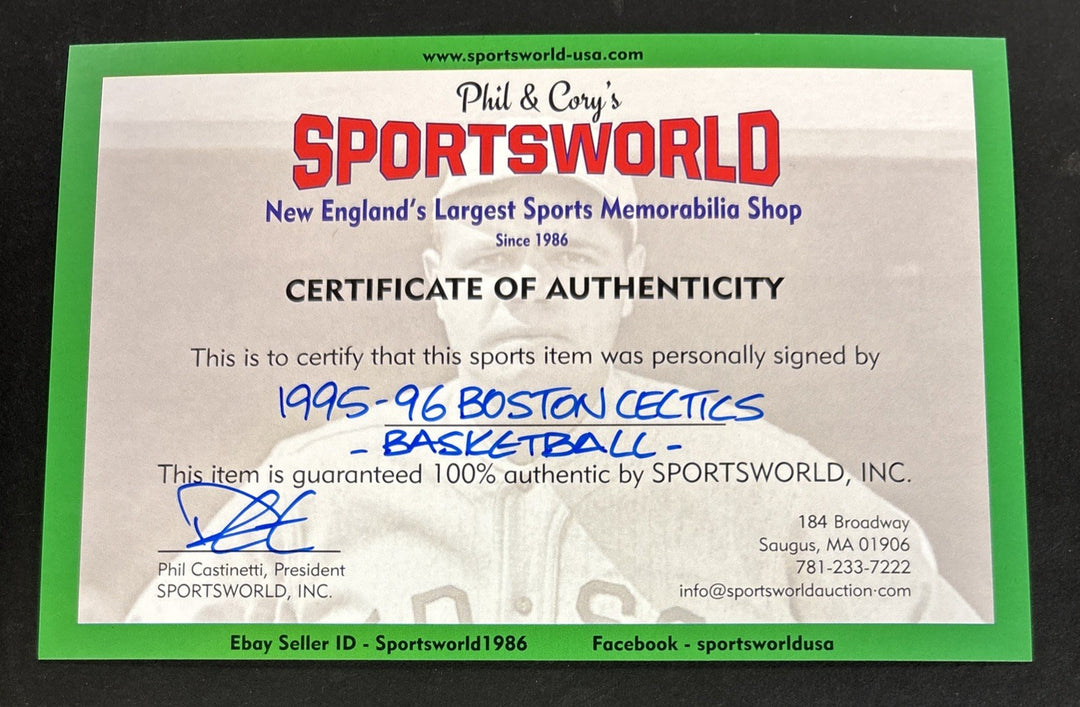 www.sportsworld-usa.com
Phil & Cory's
SPORTSWORLD
New England's Largest Sports Memorabilia Shop
Since 1986
CERTIFICATE OF AUTHENTICITY
This is to certify that this sports item was personally signed by
1995-96 BOSTON CELTICS
- BASKETBALL -
This item is guaranteed 100% authentic by SPORTSWORLD, INC.
Phil Castinetti, President
SPORTSWORLD, INC.
184 Broadway
Saugus, MA 01906
781-233-7222
info@sportsworldauction.com
Ebay Seller ID - Sportsworld1986
Facebook - sportsworldusa